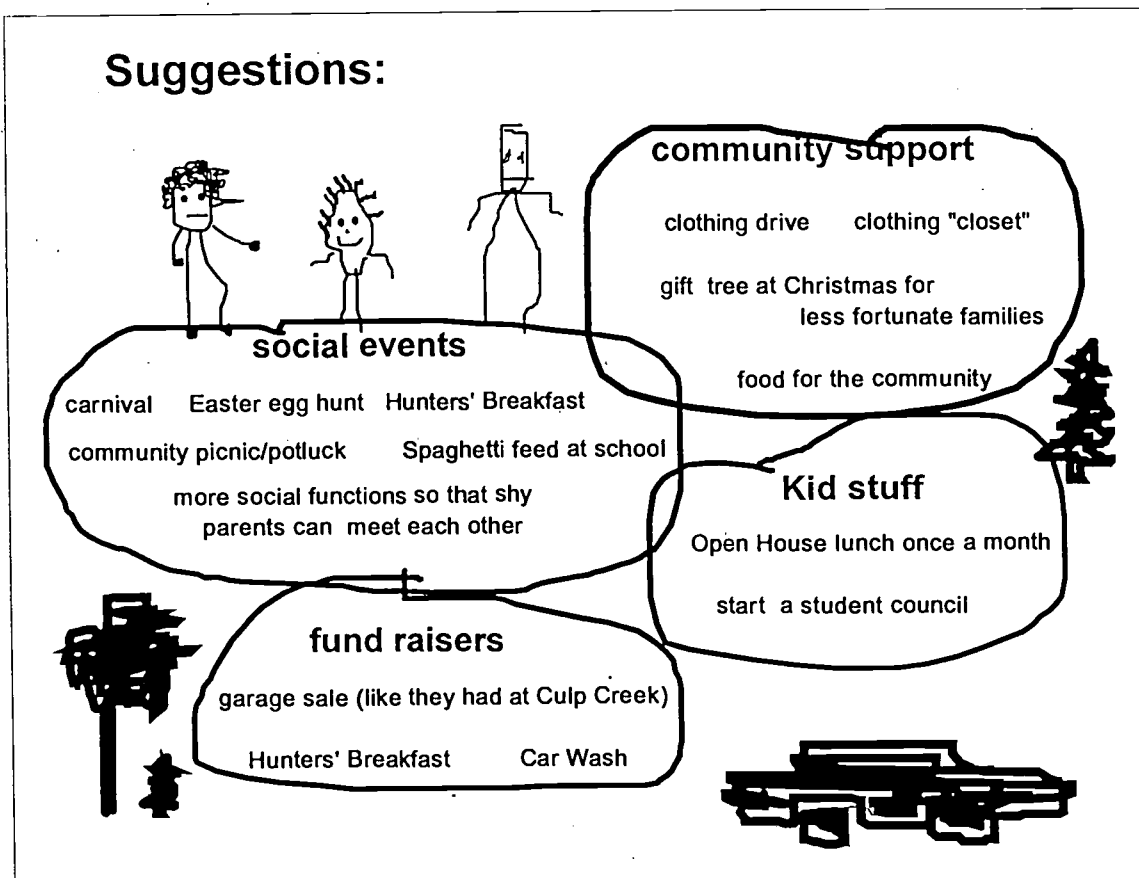 Suggestions:
community support
clothing drive clothing "closet"
gift tree at Christmas for
less fortunate families
food for the community
social events
carnival Easter egg hunt Hunters' Breakfast
community picnic/potluck Spaghetti feed at school
more social functions so that shy
parents can meet each other
Kid stuff
Open House lunch once a month
start a student council
fund raisers
garage sale (like they had at Culp Creek)
Hunters' Breakfast Car Wash